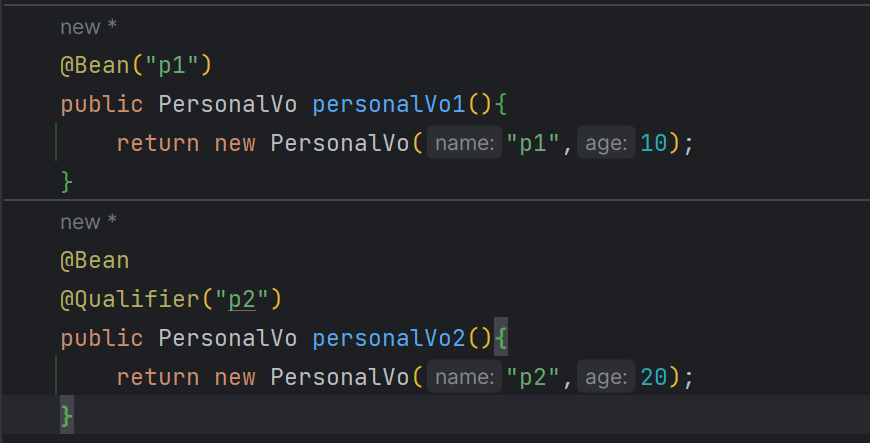 new *
@Bean("p1")
public PersonalVo personalVo1(){
return new PersonalVo( name: "p1", age: 10);
}
new *
@Bean
@Qualifier("p2")
public PersonalVo personalVo2(){
return new PersonalVo( name: "p2", age: 20);
}